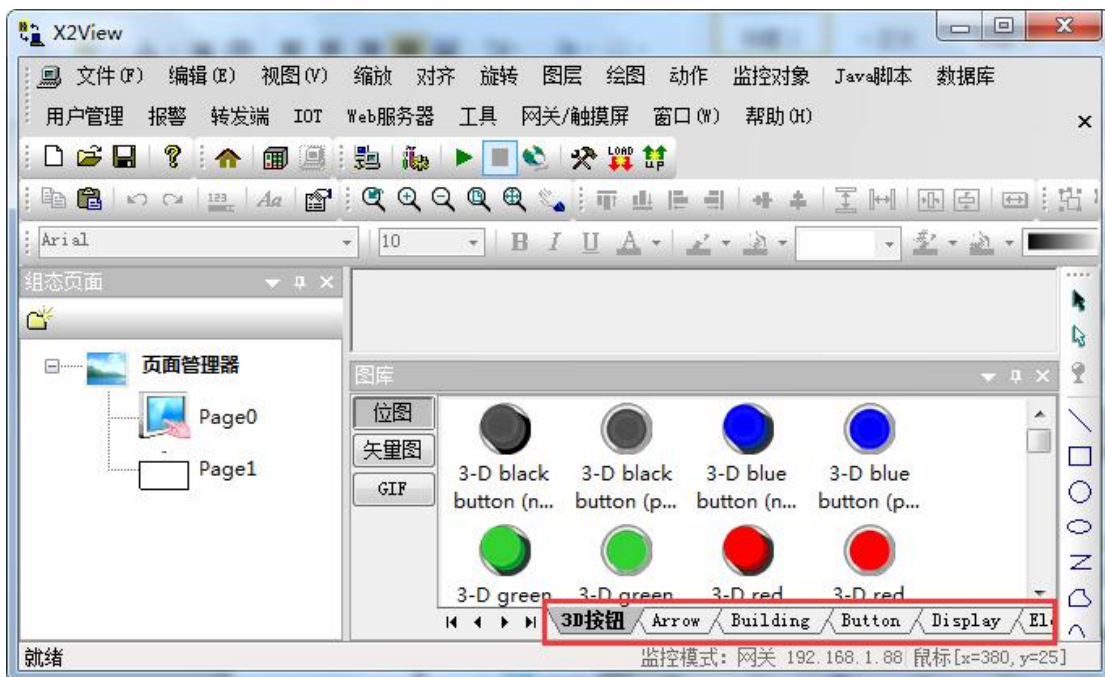 X2View
文件(F) 编辑(E) 视图(V) 缩放 对齐 旋转 图层 绘图 动作 监控对象 Java脚本 数据库
用户管理 报警 转发端 IOT Web服务器 工具 网关/触摸屏 窗口(W) 帮助(H)
LOAD
UP
123
Aa
Arial 10 B I U A
组态页面
页面管理器
Page0
Page1
图库
位图
矢量图
GIF
3-D black button (n...
3-D black button (p...
3-D blue button (n...
3-D blue button (p...
3-D green
3-D green
3-D red
3-D red
3D按钮 Arrow Building Button Display El
就绪
监控模式: 网关 192.168.1.88 鼠标[x=380,y=25]